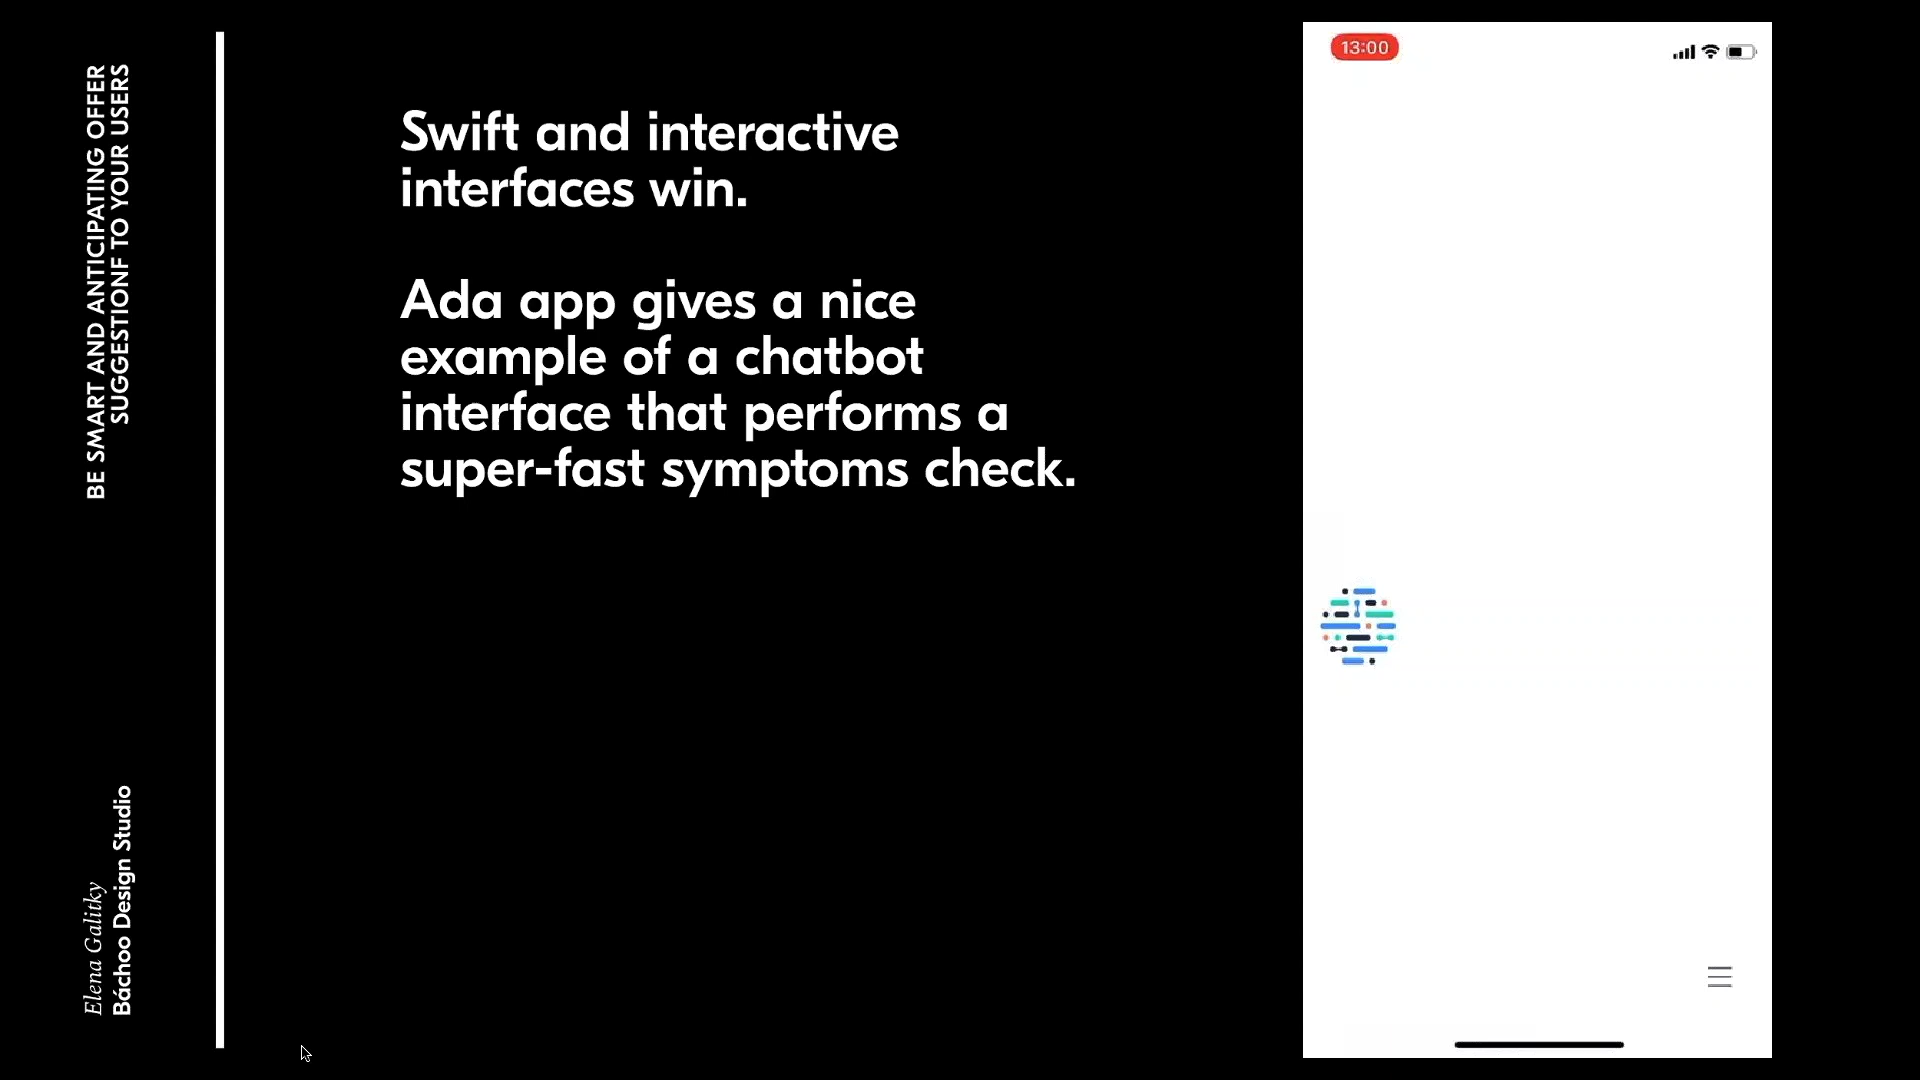 BE SMART AND ANTICIPATING OFFER
SUGGESTIONF TO YOUR USERS
Elena Galitky
Báchoo Design Studio
Swift and interactive
interfaces win.
Ada app gives a nice
example of a chatbot
interface that performs a
super-fast symptoms check.
13:00